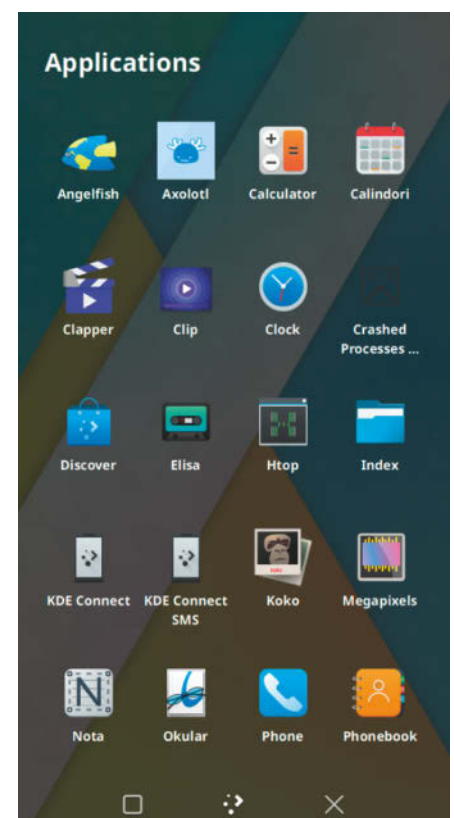 Applications
Angelfish
Axolotl
Calculator
Calindori
Clapper
Clip
Clock
Crashed
Processes ...
Discover
Elisa
Htop
Index
KDE Connect
KDE Connect
SMS
Koko
Megapixels
Nota
Okular
Phone
Phonebook